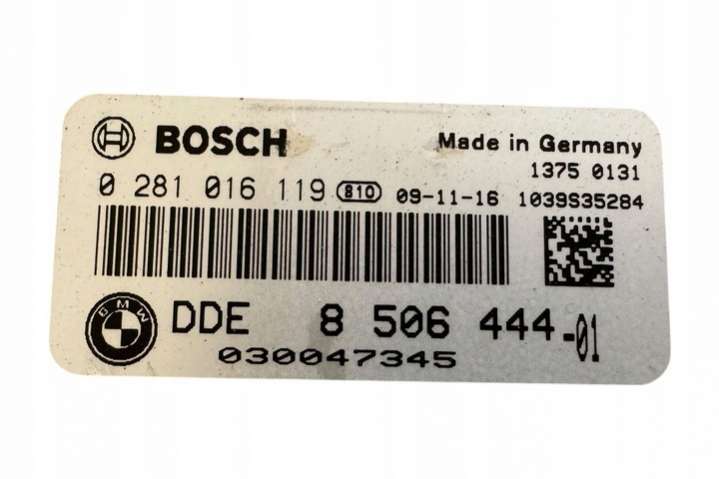 BOSCH Made in Germany
1375 0131
0 281 016 119 810 09-11-16 1039S35284
BMW DDE 8 506 444-01
030047345